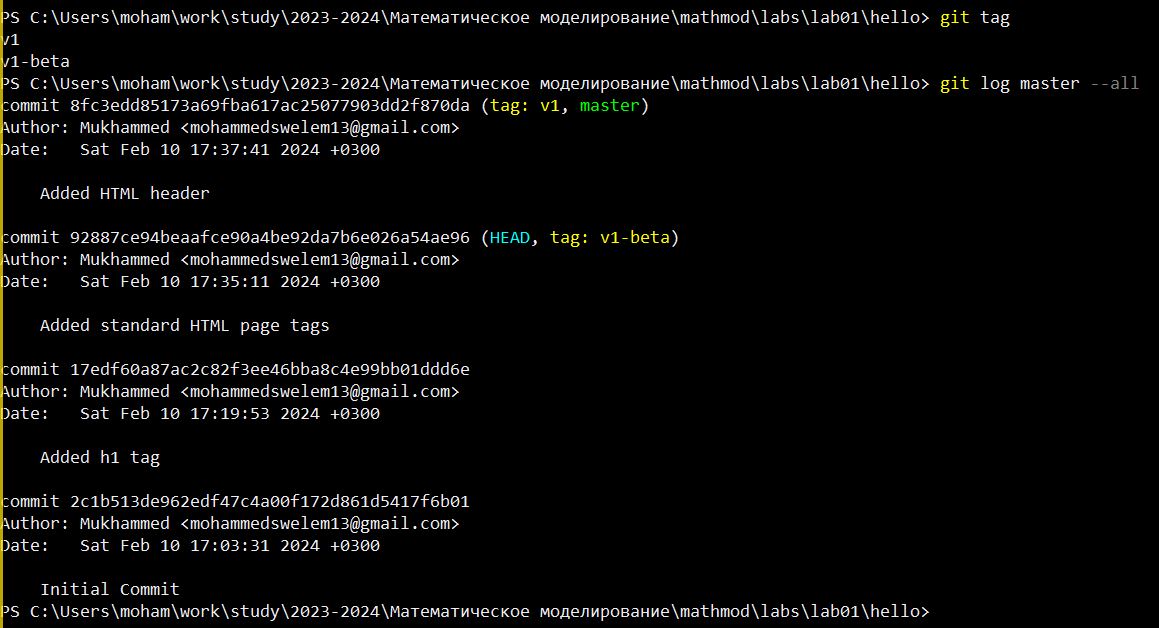 PS C:\Users\moham\work\study\2023-2024\Математическое моделирование\mathmod\labs\lab01\hello> git tag
v1
v1-beta
PS C:\Users\moham\work\study\2023-2024\Математическое моделирование\mathmod\labs\lab01\hello> git log master --all
commit 8fc3edd85173a69fba617ac25077903dd2f870da (tag: v1, master)
Author: Mukhammed <mohammedswelem13@gmail.com>
Date:   Sat Feb 10 17:37:41 2024 +0300
    Added HTML header
commit 92887ce94beaafce90a4be92da7b6e026a54ae96 (HEAD, tag: v1-beta)
Author: Mukhammed <mohammedswelem13@gmail.com>
Date:   Sat Feb 10 17:35:11 2024 +0300
    Added standard HTML page tags
commit 17edf60a87ac2c82f3ee46bba8c4e99bb01ddd6e
Author: Mukhammed <mohammedswelem13@gmail.com>
Date:   Sat Feb 10 17:19:53 2024 +0300
    Added h1 tag
commit 2c1b513de962edf47c4a00f172d861d5417f6b01
Author: Mukhammed <mohammedswelem13@gmail.com>
Date:   Sat Feb 10 17:03:31 2024 +0300
    Initial Commit
PS C:\Users\moham\work\study\2023-2024\Математическое моделирование\mathmod\labs\lab01\hello>